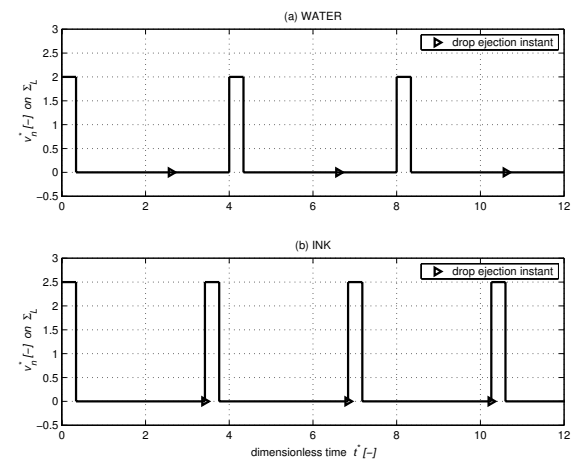 (a) WATER
3
2.5
2
1.5
1
0.5
0
−0.5
v*n [−] on ΣL
drop ejection instant
0 2 4 6 8 10 12
(b) INK
3
2.5
2
1.5
1
0.5
0
−0.5
v*n [−] on ΣL
drop ejection instant
0 2 4 6 8 10 12
dimensionless time t* [−]